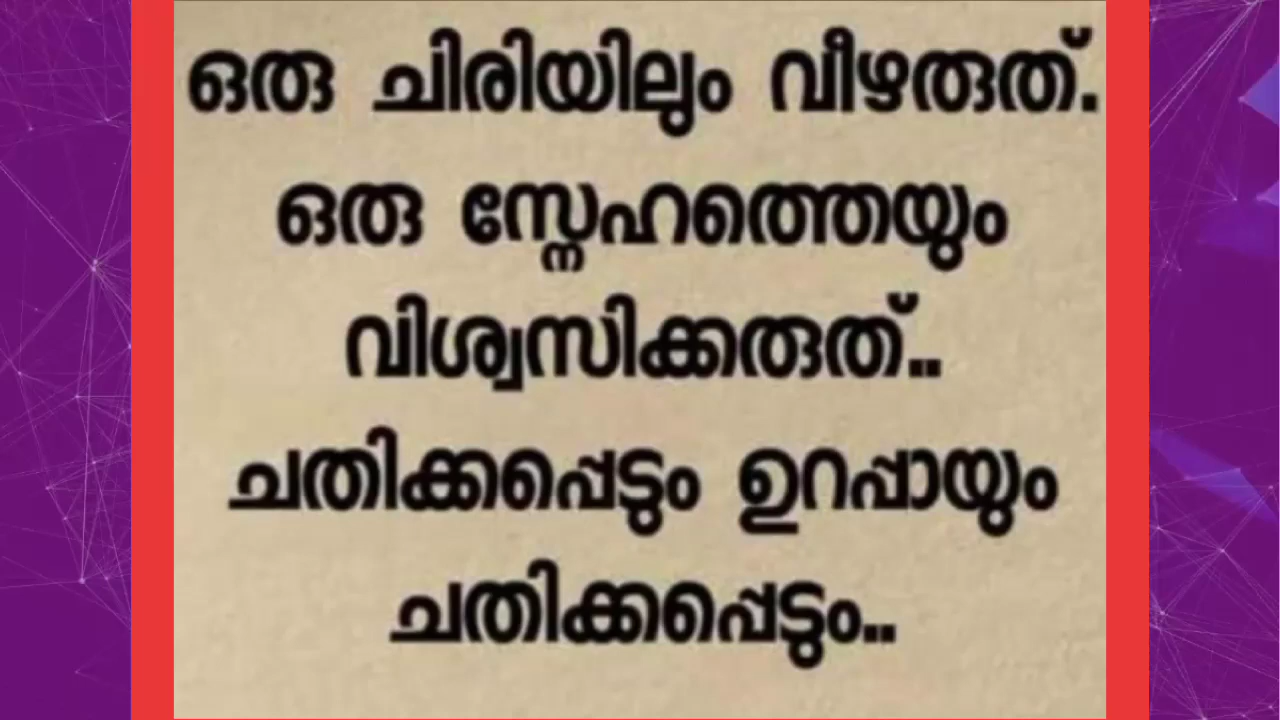 ഒരു ചിരിയിലും വീഴരുത്.
ഒരു സ്നേഹത്തെയും
വിശ്വസിക്കരുത്..
ചതിക്കപ്പെടും ഉറപ്പായും
ചതിക്കപ്പെടും..